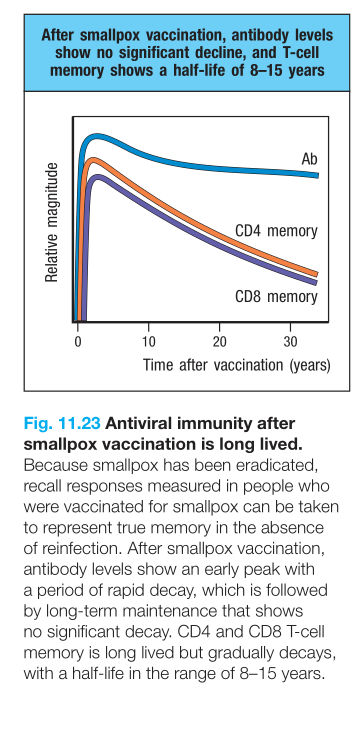 After smallpox vaccination, antibody levels
show no significant decline, and T-cell
memory shows a half-life of 8–15 years
Relative magnitude
Ab
CD4 memory
CD8 memory
0
10
20
30
Time after vaccination (years)
Fig. 11.23 Antiviral immunity after
smallpox vaccination is long lived.
Because smallpox has been eradicated,
recall responses measured in people who
were vaccinated for smallpox can be taken
to represent true memory in the absence
of reinfection. After smallpox vaccination,
antibody levels show an early peak with
a period of rapid decay, which is followed
by long-term maintenance that shows
no significant decay. CD4 and CD8 T-cell
memory is long lived but gradually decays,
with a half-life in the range of 8–15 years.